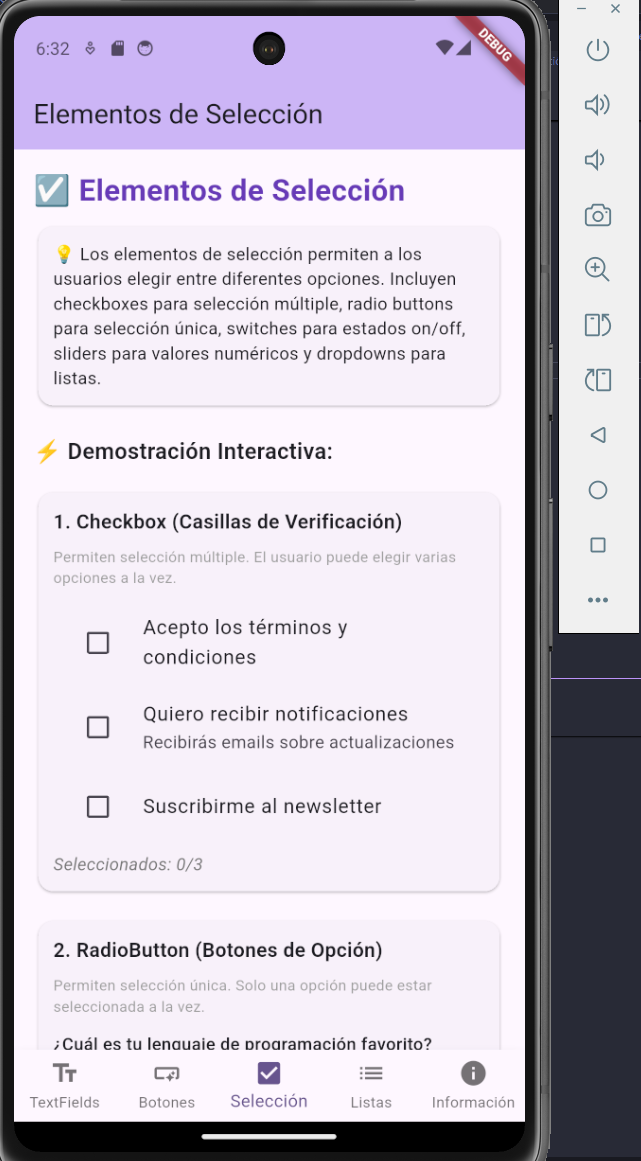 6:32
DEBUG
Elementos de Selección
☑️ Elementos de Selección
💡 Los elementos de selección permiten a los
usuarios elegir entre diferentes opciones. Incluyen
checkboxes para selección múltiple, radio buttons
para selección única, switches para estados on/off,
sliders para valores numéricos y dropdowns para
listas.
⚡ Demostración Interactiva:
1. Checkbox (Casillas de Verificación)
Permiten selección múltiple. El usuario puede elegir varias
opciones a la vez.
Acepto los términos y
condiciones
Quiero recibir notificaciones
Recibirás emails sobre actualizaciones
Suscribirme al newsletter
Seleccionados: 0/3
2. RadioButton (Botones de Opción)
Permiten selección única. Solo una opción puede estar
seleccionada a la vez.
¿Cuál es tu lenguaje de programación favorito?
TextFields
Botones
Selección
Listas
Información